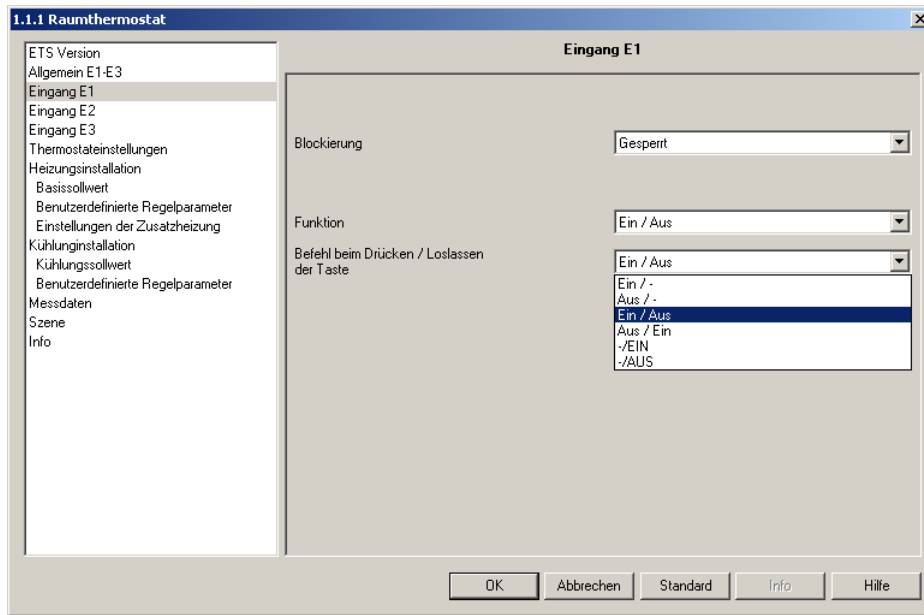 1.1.1 Raumthermostat
ETS Version
Allgemein E1-E3
Eingang E1
Eingang E2
Eingang E3
Thermostateinstellungen
Heizungsinstallation
Basissollwert
Benutzerdefinierte Regelparameter
Einstellungen der Zusatzheizung
Kühlunginstallation
Kühlungssollwert
Benutzerdefinierte Regelparameter
Messdaten
Szene
Info
Eingang E1
Blockierung
Gesperrt
Funktion
Ein / Aus
Befehl beim Drücken / Loslassen
der Taste
Ein / Aus
Ein / -
Aus / -
Ein / Aus
Aus / Ein
-/EIN
-/AUS
OK
Abbrechen
Standard
Info
Hilfe